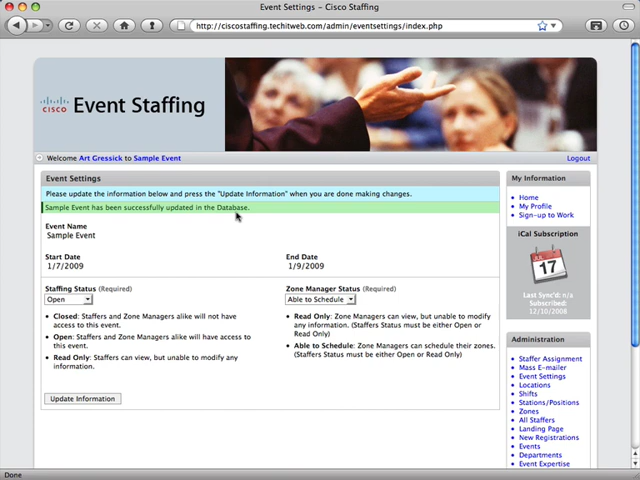 Event Settings - Cisco Staffing
http://ciscostaffing.techitweb.com/admin/eventsettings/index.php
CISCO Event Staffing
Welcome Art Gressick to Sample Event
Logout
Event Settings
Please update the information below and press the "Update Information" when you are done making changes.
Sample Event has been successfully updated in the Database.
Event Name
Sample Event
Start Date
1/7/2009
End Date
1/9/2009
Staffing Status (Required)
Open
Closed: Staffers and Zone Managers alike will not have
access to this event.
Open: Staffers and Zone Managers alike will have access to
this event.
Read Only: Staffers can view, but unable to modify any
information.
Zone Manager Status (Required)
Able to Schedule
Read Only: Zone Managers can view, but unable to modify
any information. (Staffers Status must be either Open or
Read Only)
Able to Schedule: Zone Managers can schedule their zones.
(Staffers Status must be either Open or Read Only)
Update Information
My Information
Home
My Profile
Sign-up to Work
iCal Subscription
17
Last Sync'd: n/a
Subscribed:
12/10/2008
Administration
Staffer Assignment
Mass E-mailer
Event Settings
Locations
Shifts
Stations/Positions
Zones
All Staffers
Landing Page
New Registrations
Events
Departments
Event Expertise
Done